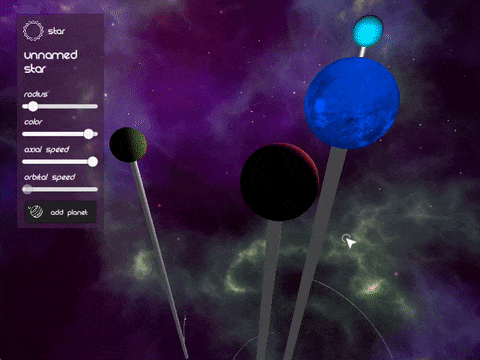 star
unnamed
star
radius
color
axial speed
orbital speed
add planet